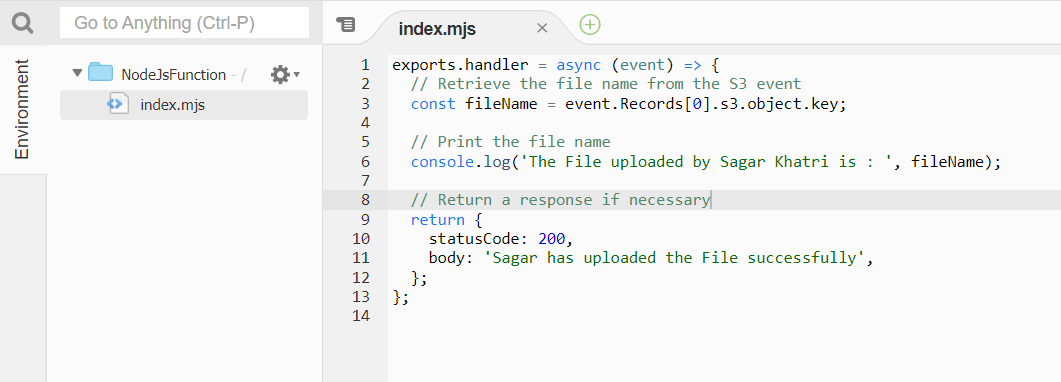 Go to Anything (Ctrl-P)
index.mjs
Environment
NodeJsFunction - /
index.mjs
1 exports.handler = async (event) => {
2   // Retrieve the file name from the S3 event
3   const fileName = event.Records[0].s3.object.key;
4
5   // Print the file name
6   console.log('The File uploaded by Sagar Khatri is : ', fileName);
7
8   // Return a response if necessary
9   return {
10     statusCode: 200,
11     body: 'Sagar has uploaded the File successfully',
12   };
13 };
14